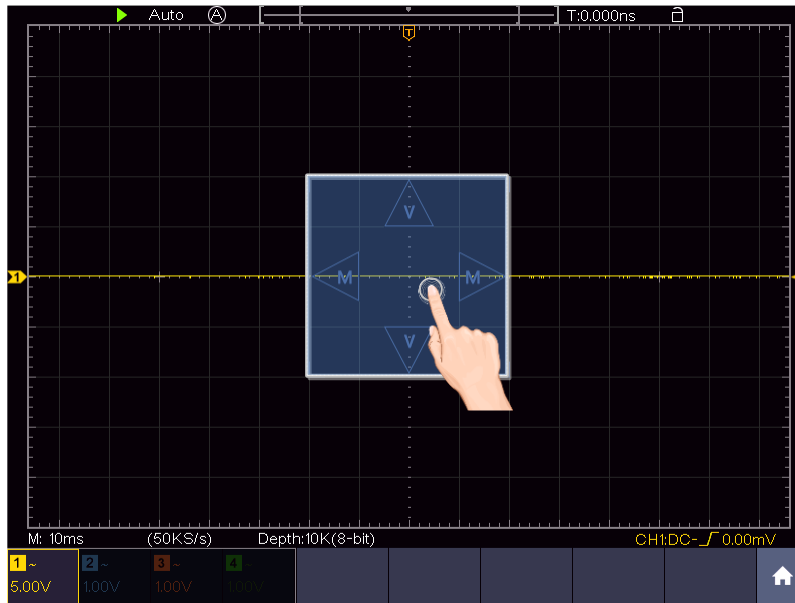 Auto A T:0.000ns
T
V
M M
V
1
M: 10ms (50KS/s) Depth:10K(8-bit) CH1:DC- 0.00mV
1 ~ 2 ~ 3 ~ 4 ~
5.00V 1.00V 1.00V 1.00V